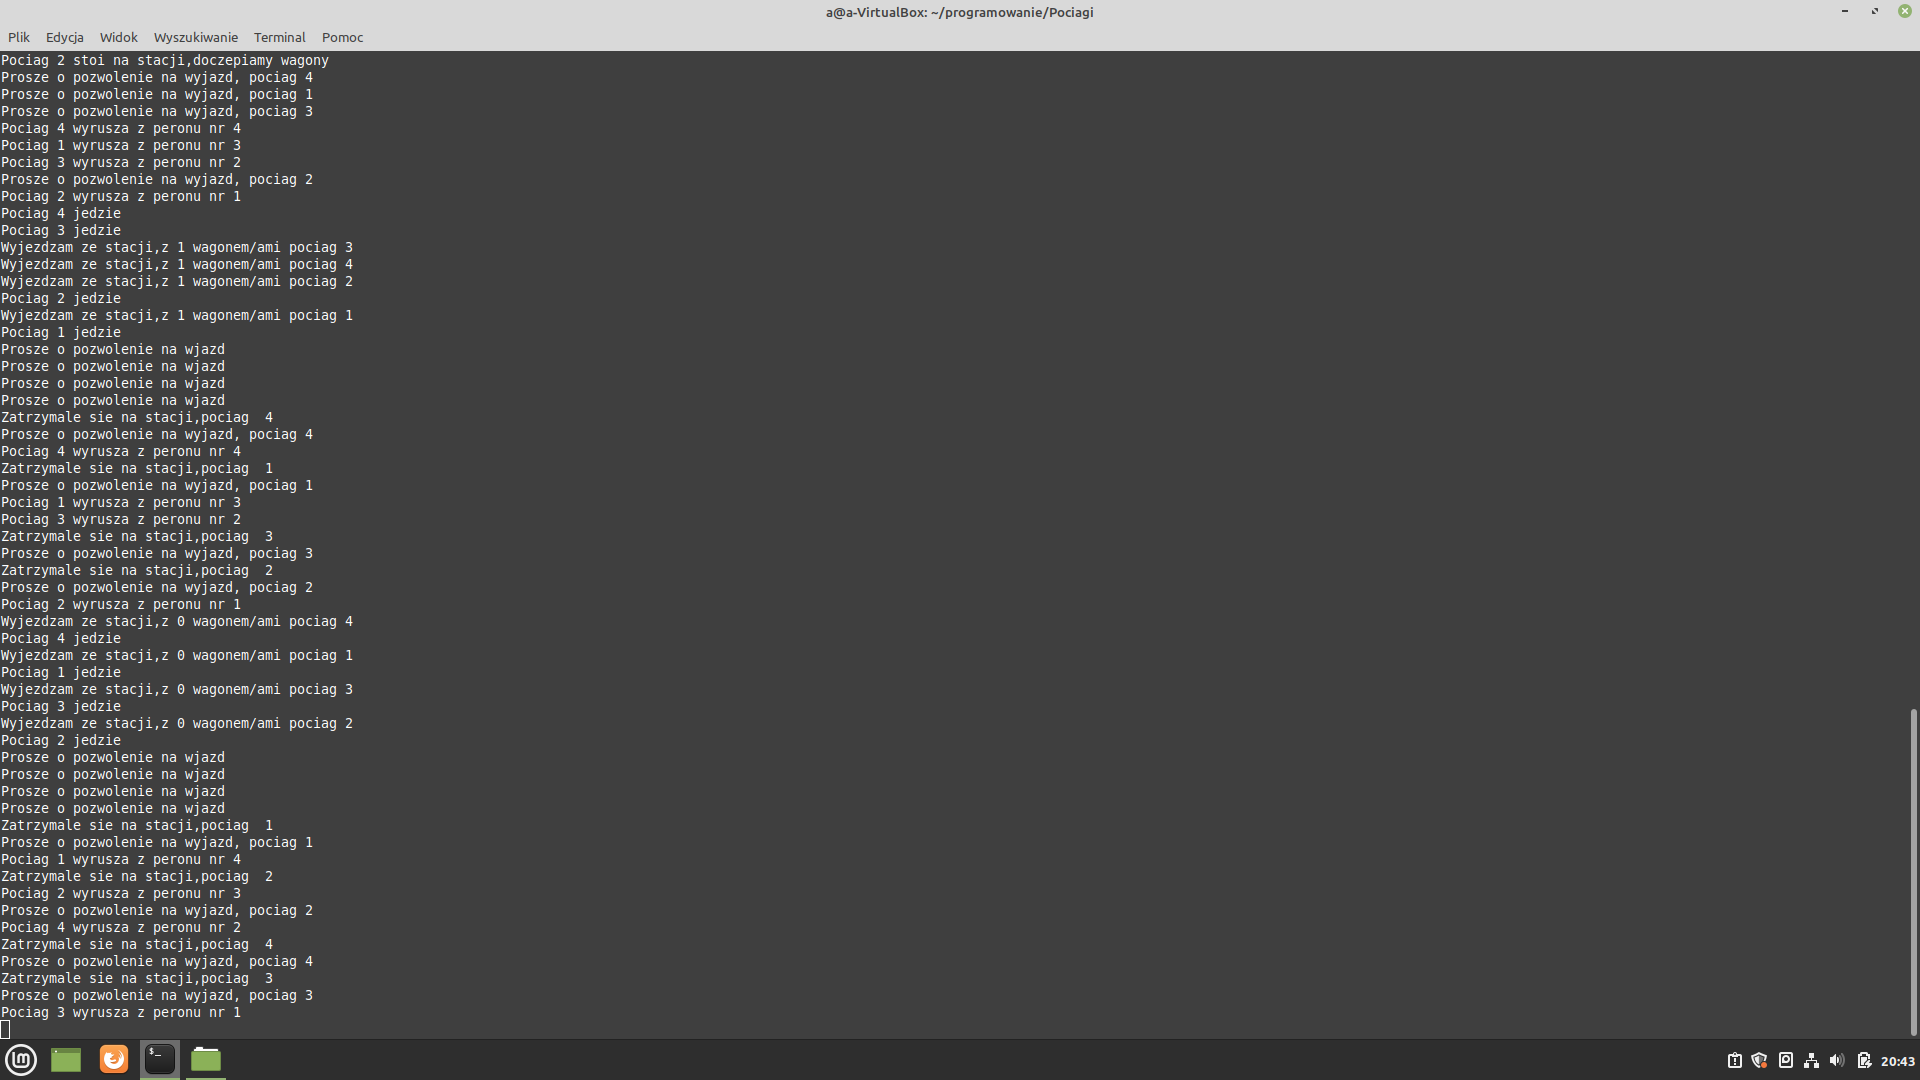 a@a-VirtualBox: ~/programowanie/Pociagi
Plik Edycja Widok Wyszukiwanie Terminal Pomoc
Pociag 2 stoi na stacji,doczepiamy wagony
Prosze o pozwolenie na wyjazd, pociag 4
Prosze o pozwolenie na wyjazd, pociag 1
Prosze o pozwolenie na wyjazd, pociag 3
Pociag 4 wyrusza z peronu nr 4
Pociag 1 wyrusza z peronu nr 3
Pociag 3 wyrusza z peronu nr 2
Prosze o pozwolenie na wyjazd, pociag 2
Pociag 2 wyrusza z peronu nr 1
Pociag 4 jedzie
Pociag 3 jedzie
Wyjezdzam ze stacji,z 1 wagonem/ami pociag 3
Wyjezdzam ze stacji,z 1 wagonem/ami pociag 4
Wyjezdzam ze stacji,z 1 wagonem/ami pociag 2
Pociag 2 jedzie
Wyjezdzam ze stacji,z 1 wagonem/ami pociag 1
Pociag 1 jedzie
Prosze o pozwolenie na wjazd
Prosze o pozwolenie na wjazd
Prosze o pozwolenie na wjazd
Prosze o pozwolenie na wjazd
Zatrzymale sie na stacji,pociag  4
Prosze o pozwolenie na wyjazd, pociag 4
Pociag 4 wyrusza z peronu nr 4
Zatrzymale sie na stacji,pociag  1
Prosze o pozwolenie na wyjazd, pociag 1
Pociag 1 wyrusza z peronu nr 3
Pociag 3 wyrusza z peronu nr 2
Zatrzymale sie na stacji,pociag  3
Prosze o pozwolenie na wyjazd, pociag 3
Zatrzymale sie na stacji,pociag  2
Prosze o pozwolenie na wyjazd, pociag 2
Pociag 2 wyrusza z peronu nr 1
Wyjezdzam ze stacji,z 0 wagonem/ami pociag 4
Pociag 4 jedzie
Wyjezdzam ze stacji,z 0 wagonem/ami pociag 1
Pociag 1 jedzie
Wyjezdzam ze stacji,z 0 wagonem/ami pociag 3
Pociag 3 jedzie
Wyjezdzam ze stacji,z 0 wagonem/ami pociag 2
Pociag 2 jedzie
Prosze o pozwolenie na wjazd
Prosze o pozwolenie na wjazd
Prosze o pozwolenie na wjazd
Prosze o pozwolenie na wjazd
Zatrzymale sie na stacji,pociag  1
Prosze o pozwolenie na wyjazd, pociag 1
Pociag 1 wyrusza z peronu nr 4
Zatrzymale sie na stacji,pociag  2
Pociag 2 wyrusza z peronu nr 3
Prosze o pozwolenie na wyjazd, pociag 2
Pociag 4 wyrusza z peronu nr 2
Zatrzymale sie na stacji,pociag  4
Prosze o pozwolenie na wyjazd, pociag 4
Zatrzymale sie na stacji,pociag  3
Prosze o pozwolenie na wyjazd, pociag 3
Pociag 3 wyrusza z peronu nr 1
20:43